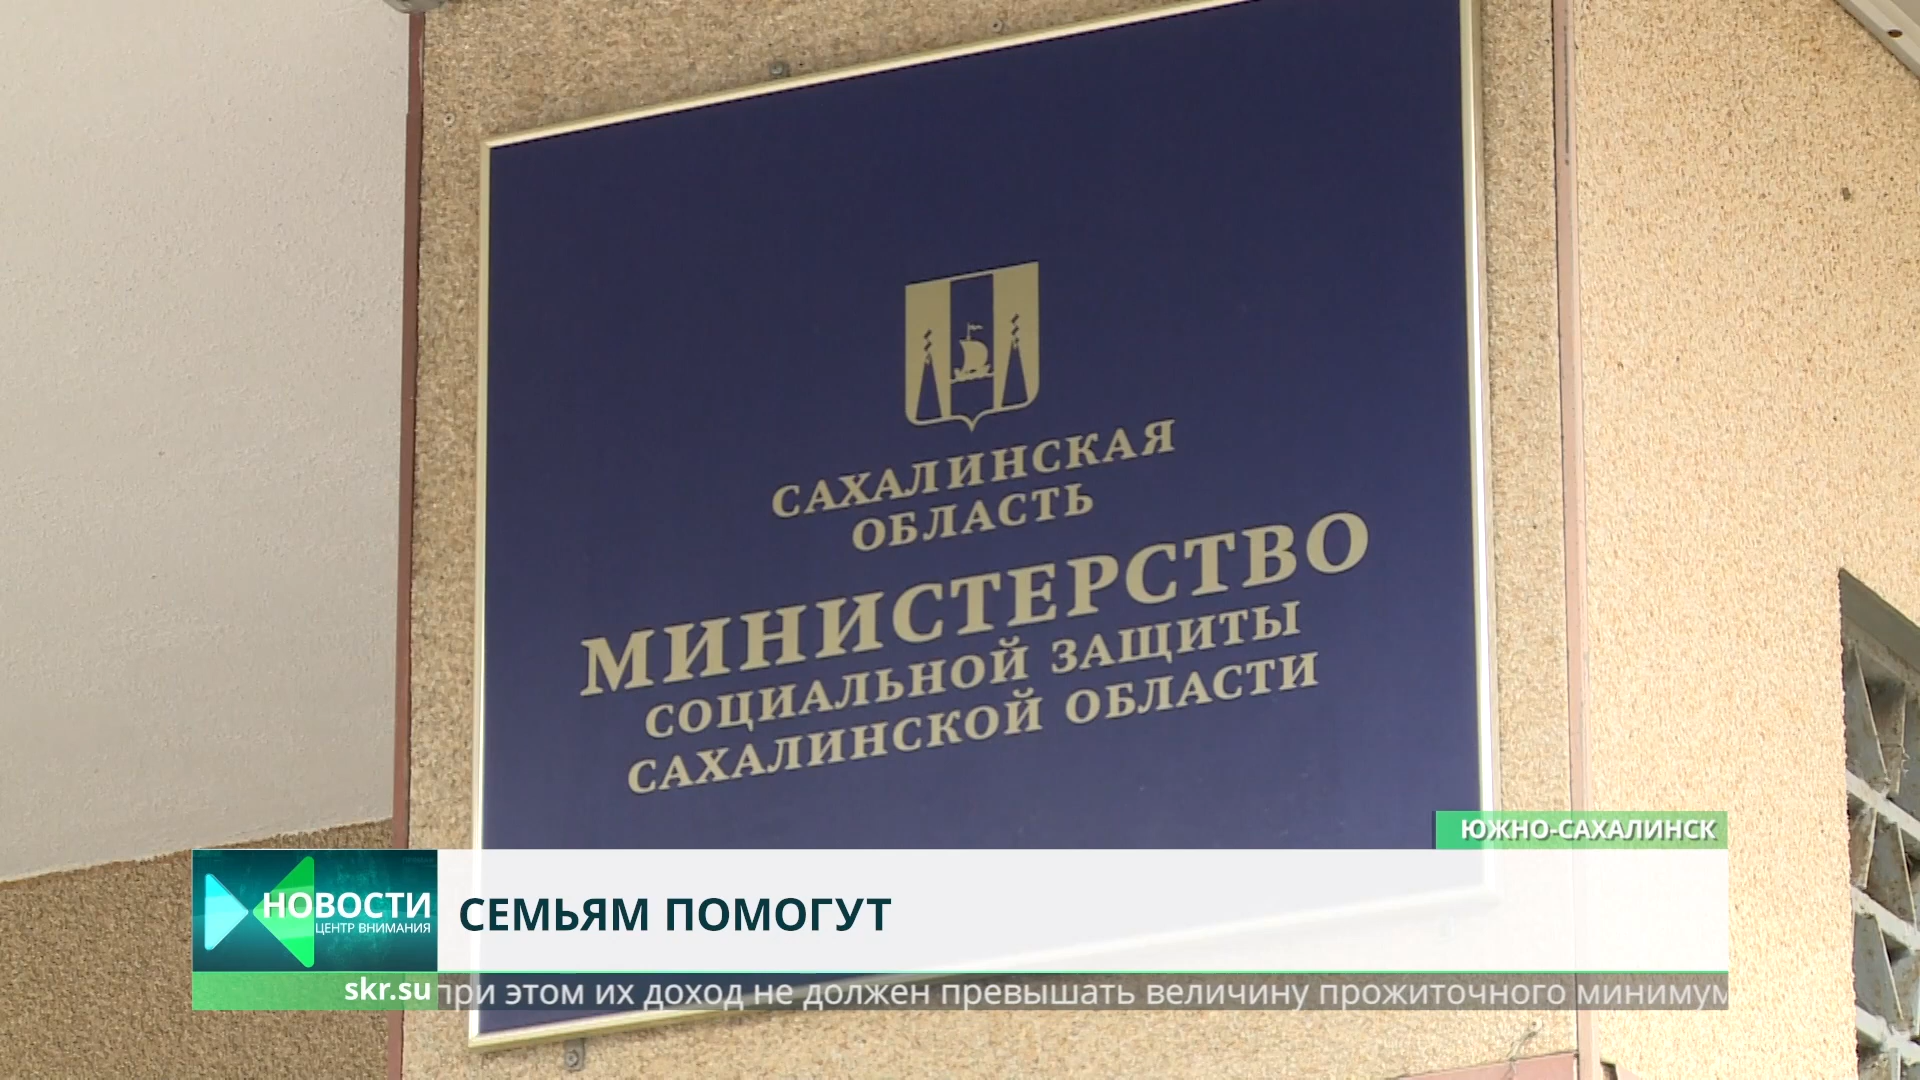 САХАЛИНСКАЯ
ОБЛАСТЬ
МИНИСТЕРСТВО
СОЦИАЛЬНОЙ ЗАЩИТЫ
САХАЛИНСКОЙ ОБЛАСТИ
ЮЖНО-САХАЛИНСК
НОВОСТИ
ЦЕНТР ВНИМАНИЯ
СЕМЬЯМ ПОМОГУТ
skr.su
при этом их доход не должен превышать величину прожиточного минимум